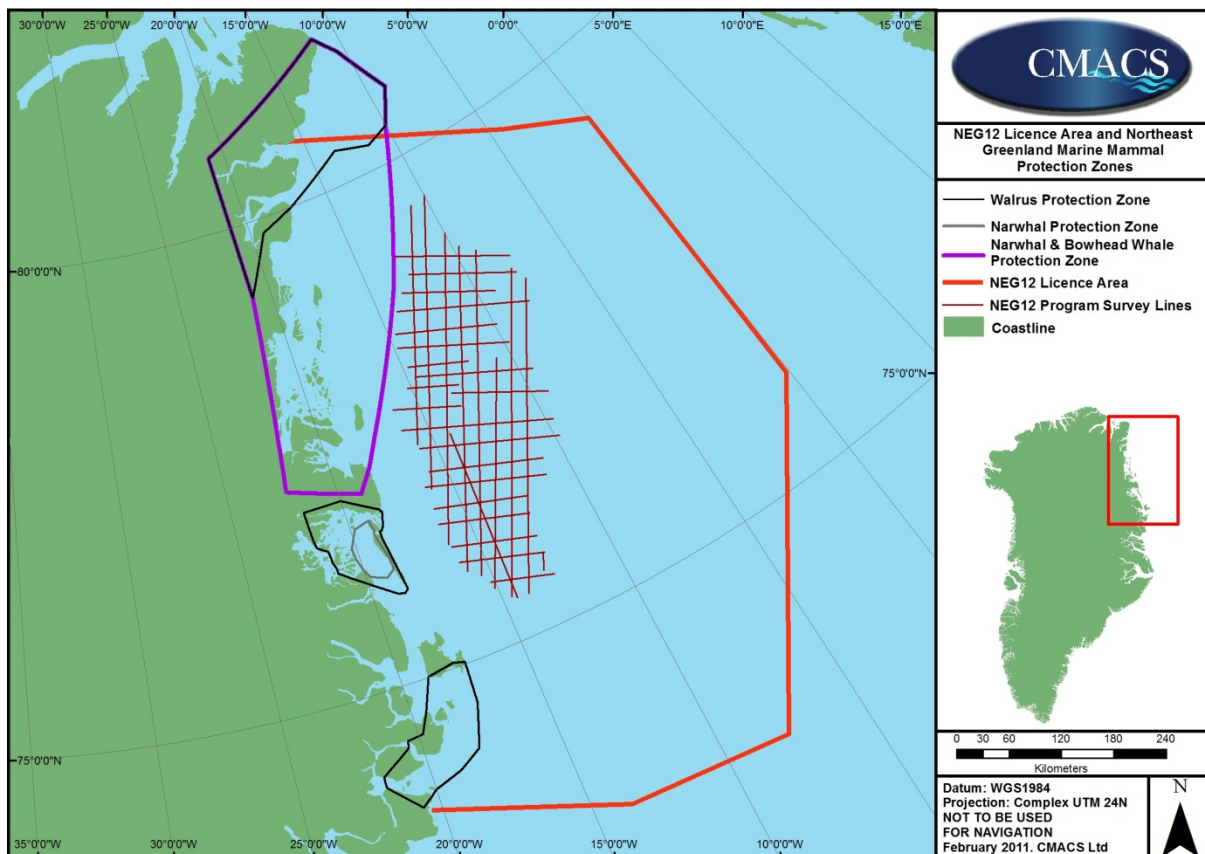 30°0'0"W 25°0'0"W 20°0'0"W 15°0'0"W 10°0'0"W 5°0'0"W 0°0'0"E 5°0'0"E 10°0'0"E 15°0'0"E
80°0'0"N
75°0'0"N
75°0'0"N
35°0'0"W 30°0'0"W 25°0'0"W 20°0'0"W 15°0'0"W 10°0'0"W
CMACS
NEG12 Licence Area and Northeast
Greenland Marine Mammal
Protection Zones
Walrus Protection Zone
Narwhal Protection Zone
Narwhal & Bowhead Whale
Protection Zone
NEG12 Licence Area
NEG12 Program Survey Lines
Coastline
0 30 60 120 180 240
Kilometers
Datum: WGS1984
Projection: Complex UTM 24N
NOT TO BE USED
FOR NAVIGATION
February 2011. CMACS Ltd
N